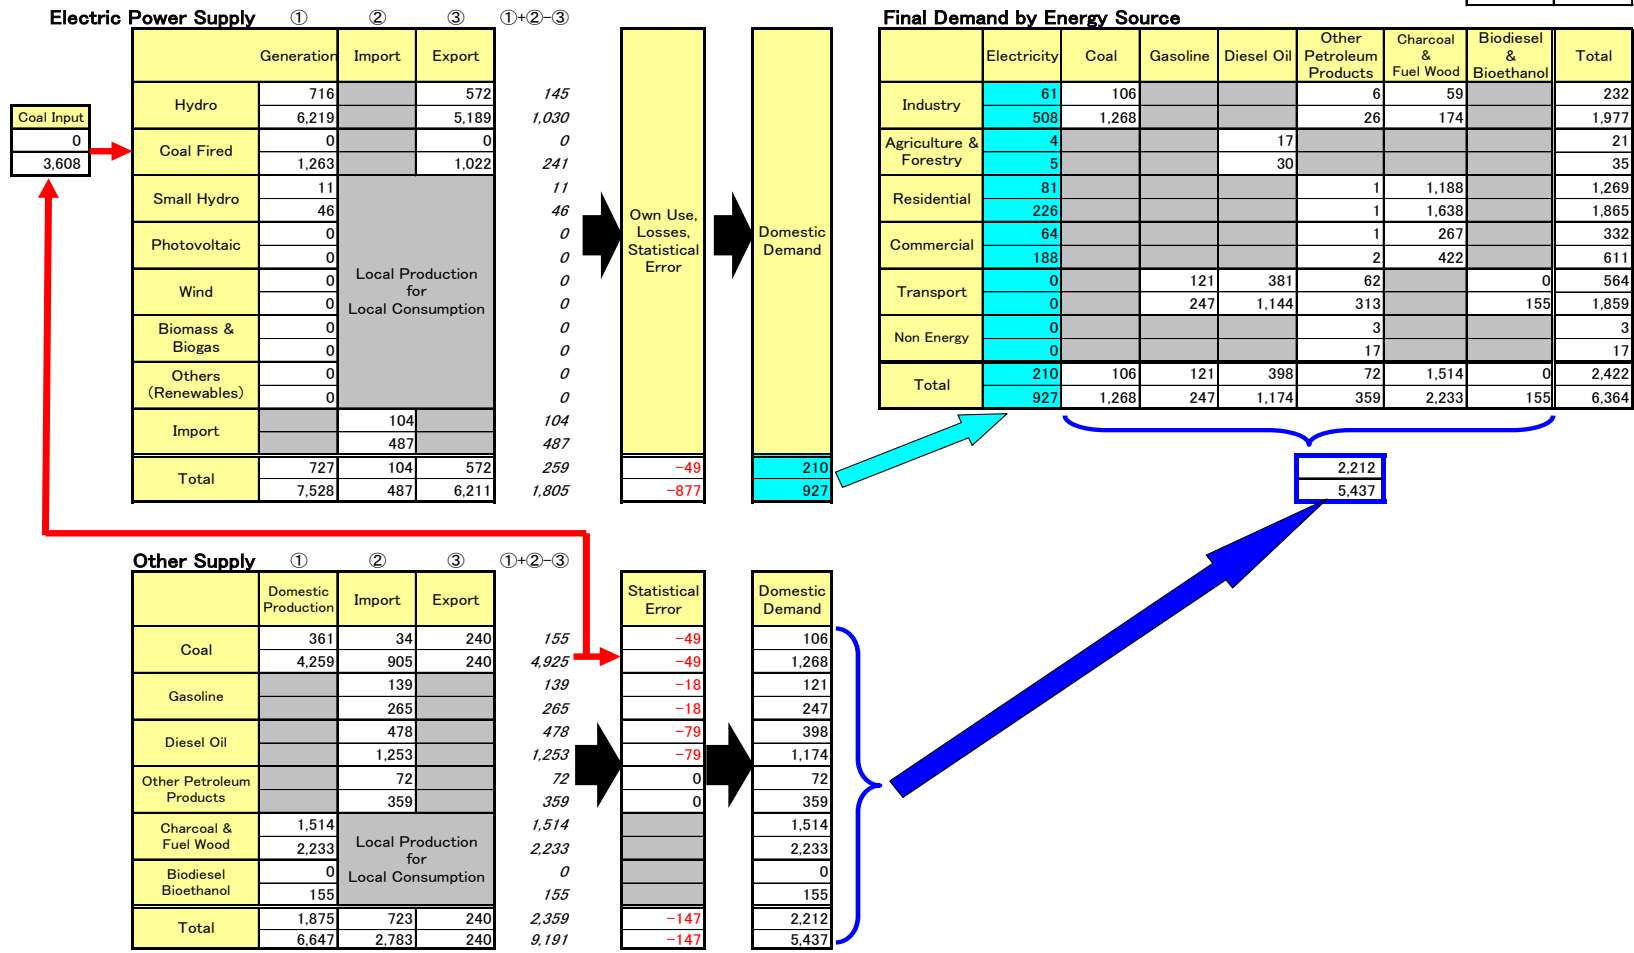 Electric Power Supply ① ② ③ ①+②-③
Generation Import Export
Hydro
716 572 145
6,219 5,189 1,030
Coal Input
0
3,608
Coal Fired
0 0 0
1,263 1,022 241
Small Hydro
11 11
46 46
Photovoltaic
0 0
0 0
Wind
0 0
0 0
Biomass &
Biogas
0 0
0 0
Others
(Renewables)
0 0
0 0
Local Production
for
Local Consumption
Import
104 104
487 487
Total
727 104 572 259
7,528 487 6,211 1,805
Own Use,
Losses,
Statistical
Error
-49
-877
Domestic
Demand
210
927
Final Demand by Energy Source
Electricity Coal Gasoline Diesel Oil
Other
Petroleum
Products
Charcoal
&
Fuel Wood
Biodiesel
&
Bioethanol
Total
Industry
61 106 6 59 232
508 1,268 26 174 1,977
Agriculture &
Forestry
4 17 21
5 30 35
Residential
81 1 1,188 1,269
226 1 1,638 1,865
Commercial
64 1 267 332
188 2 422 611
Transport
0 121 381 62 0 564
0 247 1,144 313 155 1,859
Non Energy
0 3 3
0 17 17
Total
210 106 121 398 72 1,514 0 2,422
927 1,268 247 1,174 359 2,233 155 6,364
2,212
5,437
Other Supply ① ② ③ ①+②-③
Domestic
Production
Import Export
Statistical
Error
Domestic
Demand
Coal
361 34 240 155 -49 106
4,259 905 240 4,925 -49 1,268
Gasoline
139 139 -18 121
265 265 -18 247
Diesel Oil
478 478 -79 398
1,253 1,253 -79 1,174
Other Petroleum
Products
72 72 0 72
359 359 0 359
Charcoal &
Fuel Wood
1,514 1,514 1,514
2,233 2,233 2,233
Local Production
for
Local Consumption
Biodiesel
Bioethanol
0 0 0
155 155 155
Total
1,875 723 240 2,359 -147 2,212
6,647 2,783 240 9,191 -147 5,437